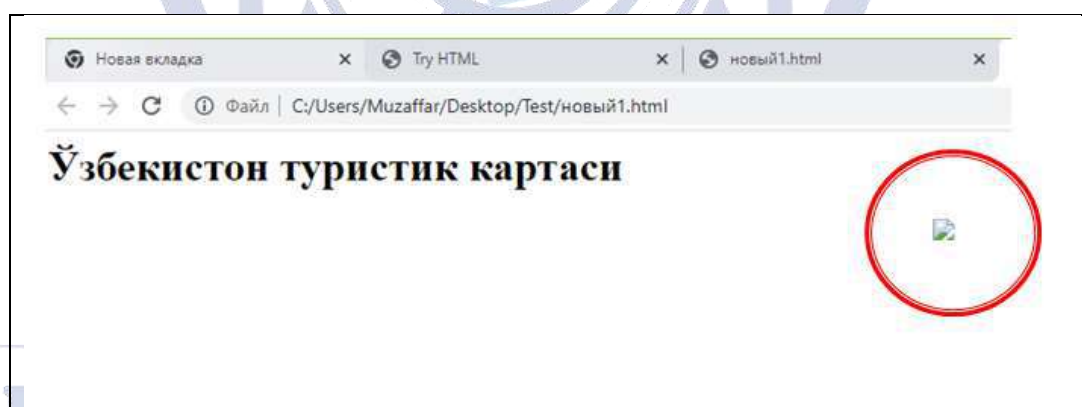 Новая вкладка Try HTML новый1.html
Файл | C:/Users/Muzaffar/Desktop/Test/новый1.html
Ўзбекистон туристик картаси